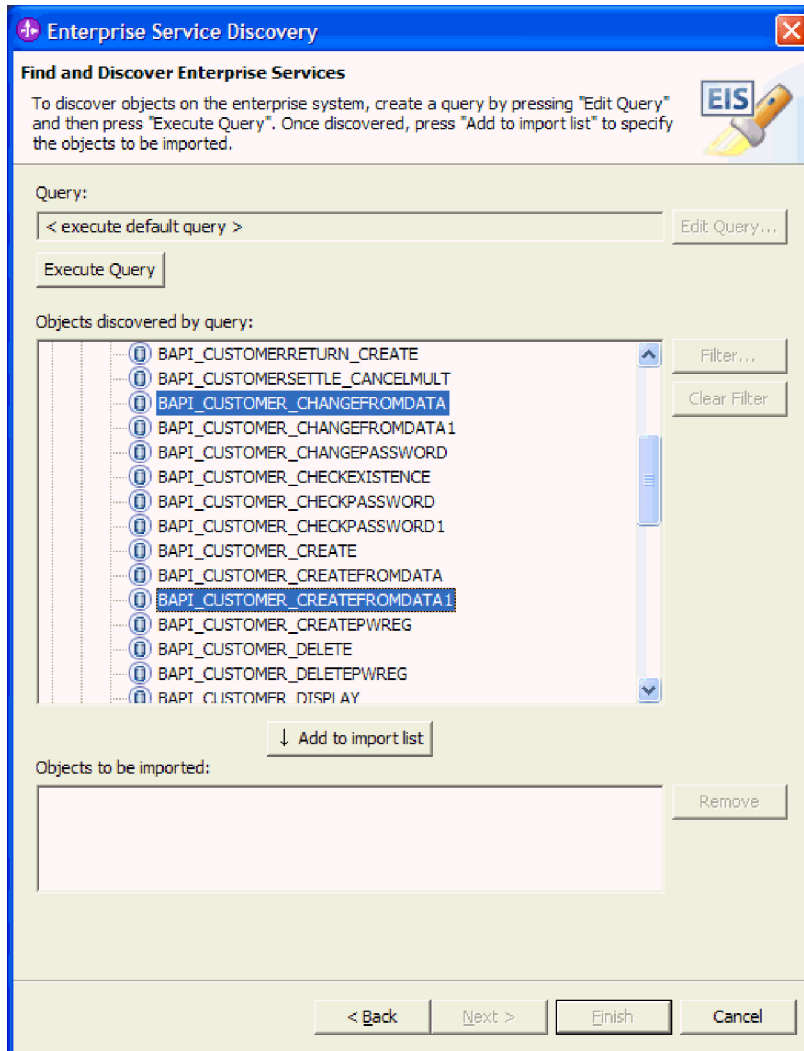 Enterprise Service Discovery
Find and Discover Enterprise Services
To discover objects on the enterprise system, create a query by pressing "Edit Query"
and then press "Execute Query". Once discovered, press "Add to import list" to specify
the objects to be imported.
EIS
Query:
< execute default query >
Edit Query...
Execute Query
Objects discovered by query:
BAPI_CUSTOMERRETURN_CREATE
BAPI_CUSTOMERSETTLE_CANCELMULT
BAPI_CUSTOMER_CHANGEFROMDATA
BAPI_CUSTOMER_CHANGEFROMDATA1
BAPI_CUSTOMER_CHANGEPASSWORD
BAPI_CUSTOMER_CHECKEXISTENCE
BAPI_CUSTOMER_CHECKPASSWORD
BAPI_CUSTOMER_CHECKPASSWORD1
BAPI_CUSTOMER_CREATE
BAPI_CUSTOMER_CREATEFROMDATA
BAPI_CUSTOMER_CREATEFROMDATA1
BAPI_CUSTOMER_CREATEPWREG
BAPI_CUSTOMER_DELETE
BAPI_CUSTOMER_DELETEPWREG
BAPI_CUSTOMER_DISPLAY
Filter...
Clear Filter
↓ Add to import list
Objects to be imported:
Remove
< Back
Next >
Finish
Cancel